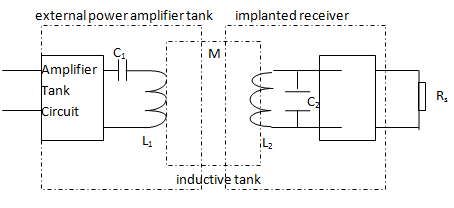 external power amplifier tank
implanted receiver
C1
M
Amplifier
Tank
Circuit
C2
Rs
L1
L2
inductive tank